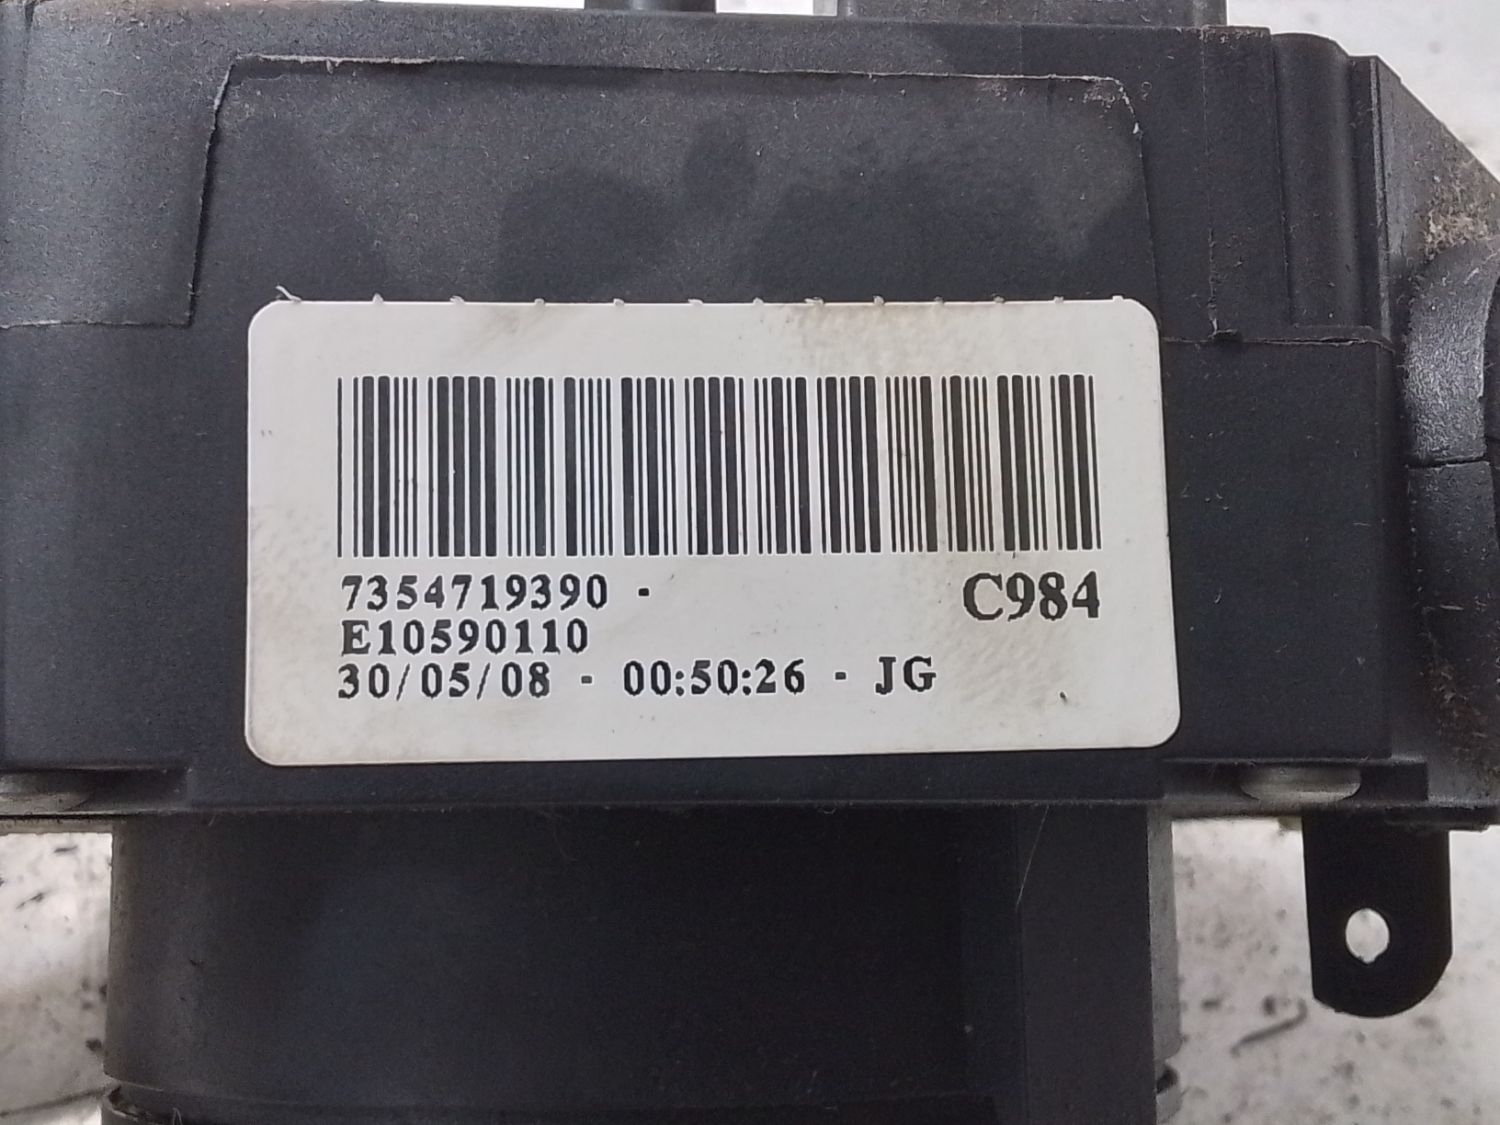 7354719390 - C984
E10590110
30/05/08 - 00:50:26 - JG